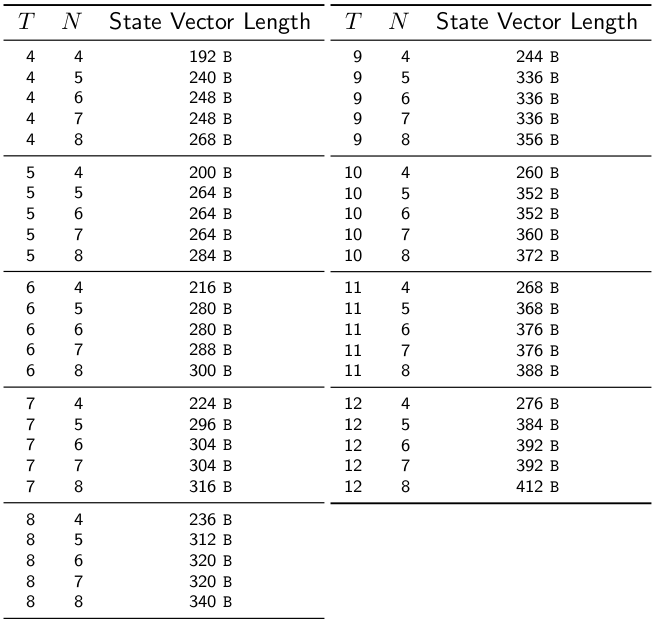 T N State Vector Length
4 4 192 B
4 5 240 B
4 6 248 B
4 7 248 B
4 8 268 B
5 4 200 B
5 5 264 B
5 6 264 B
5 7 264 B
5 8 284 B
6 4 216 B
6 5 280 B
6 6 280 B
6 7 288 B
6 8 300 B
7 4 224 B
7 5 296 B
7 6 304 B
7 7 304 B
7 8 316 B
8 4 236 B
8 5 312 B
8 6 320 B
8 7 320 B
8 8 340 B
T N State Vector Length
9 4 244 B
9 5 336 B
9 6 336 B
9 7 336 B
9 8 356 B
10 4 260 B
10 5 352 B
10 6 352 B
10 7 360 B
10 8 372 B
11 4 268 B
11 5 368 B
11 6 376 B
11 7 376 B
11 8 388 B
12 4 276 B
12 5 384 B
12 6 392 B
12 7 392 B
12 8 412 B